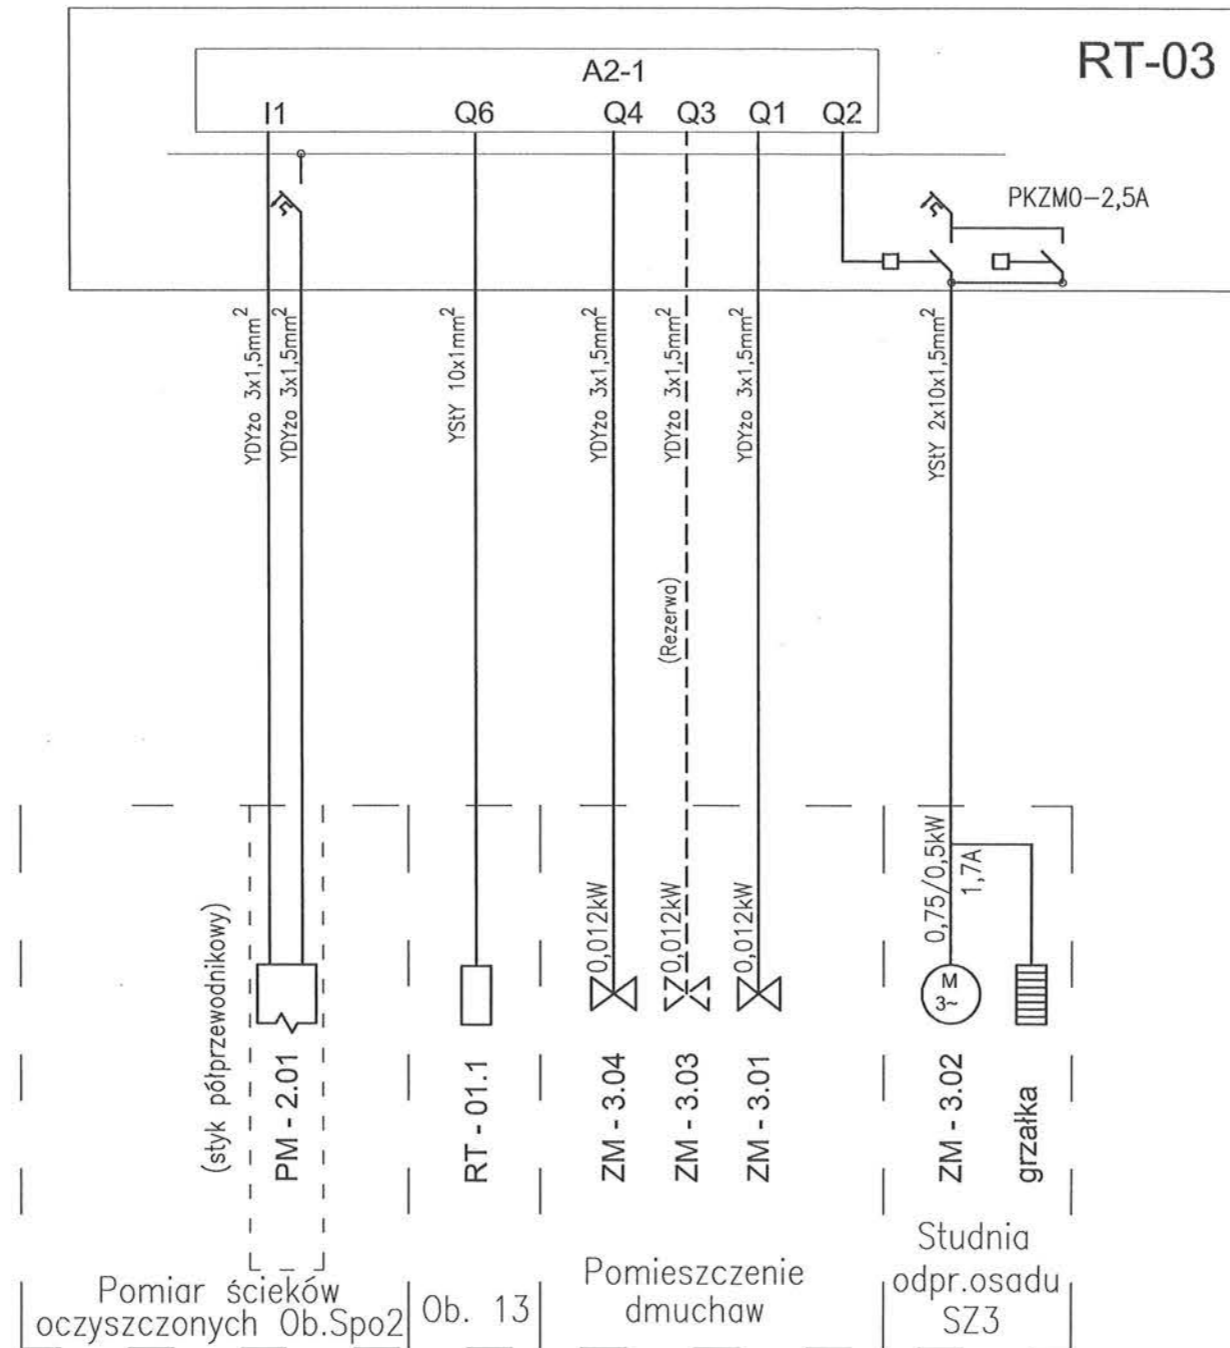 RT-03
A2-1
I1
Q6
Q4
Q3
Q1
Q2
PKZM0-2,5A
YDYżo 3x1,5mm²
YDYżo 3x1,5mm²
YStY 10x1mm²
YDYżo 3x1,5mm²
YDYżo 3x1,5mm²
YDYżo 3x1,5mm²
YStY 2x10x1,5mm²
(Rezerwa)
0,012kW
0,012kW
0,012kW
0,75/0,5kW
1,7A
M
3~
(styk półprzewodnikowy)
PM - 2.01
RT - 01.1
ZM - 3.04
ZM - 3.03
ZM - 3.01
ZM - 3.02
grzałka
Pomiar ścieków
oczyszczonych Ob.Spo2
Ob. 13
Pomieszczenie
dmuchaw
Studnia
odpr.osadu
SZ3